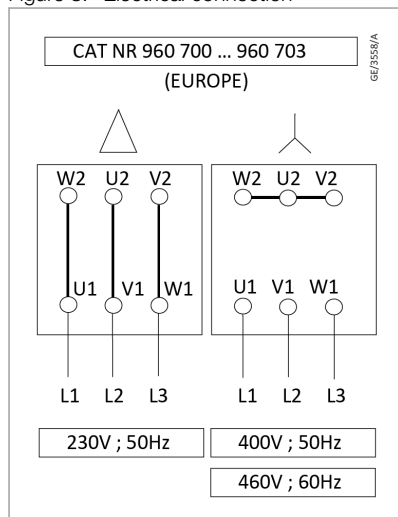 Figure 3. Electrical connection
CAT NR 960 700 ... 960 703
(EUROPE)
GE/3558/A
W2 U2 V2
U1 V1 W1
L1 L2 L3
230V ; 50Hz
W2 U2 V2
U1 V1 W1
L1 L2 L3
400V ; 50Hz
460V ; 60Hz